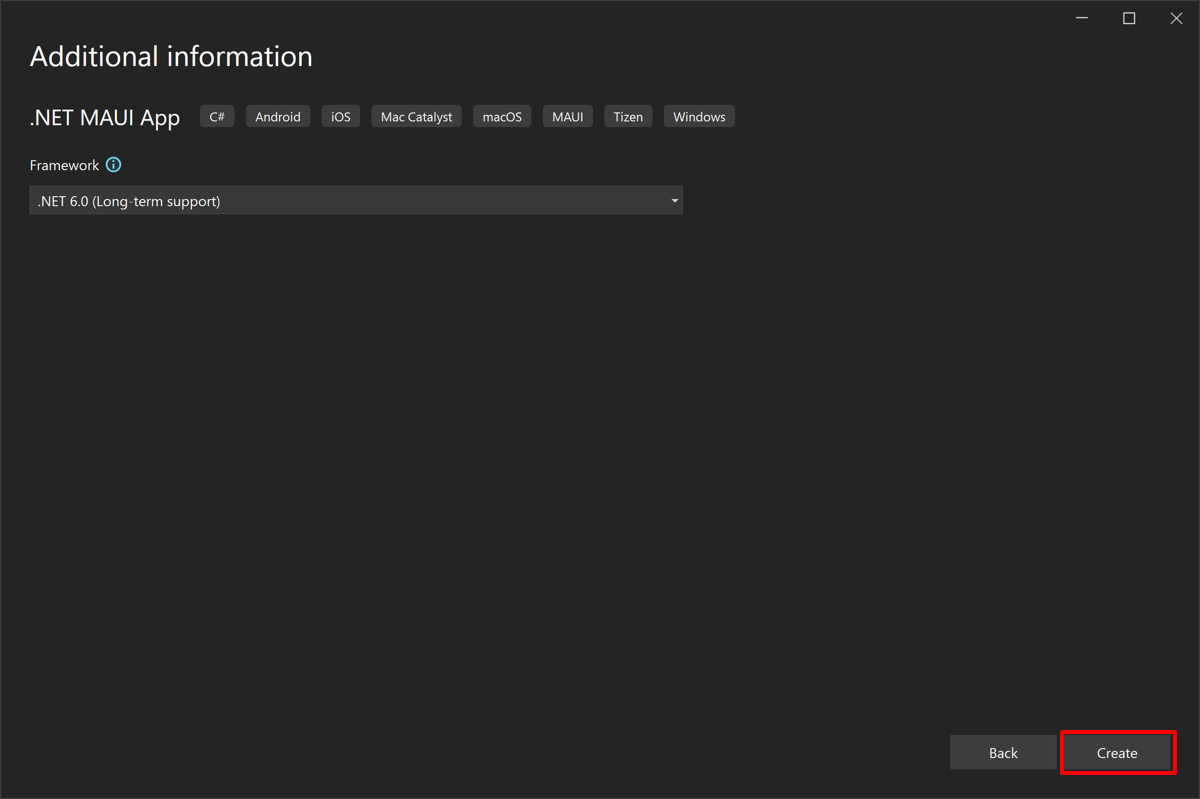 Additional information
.NET MAUI App C# Android iOS Mac Catalyst macOS MAUI Tizen Windows
Framework
.NET 6.0 (Long-term support)
Back Create